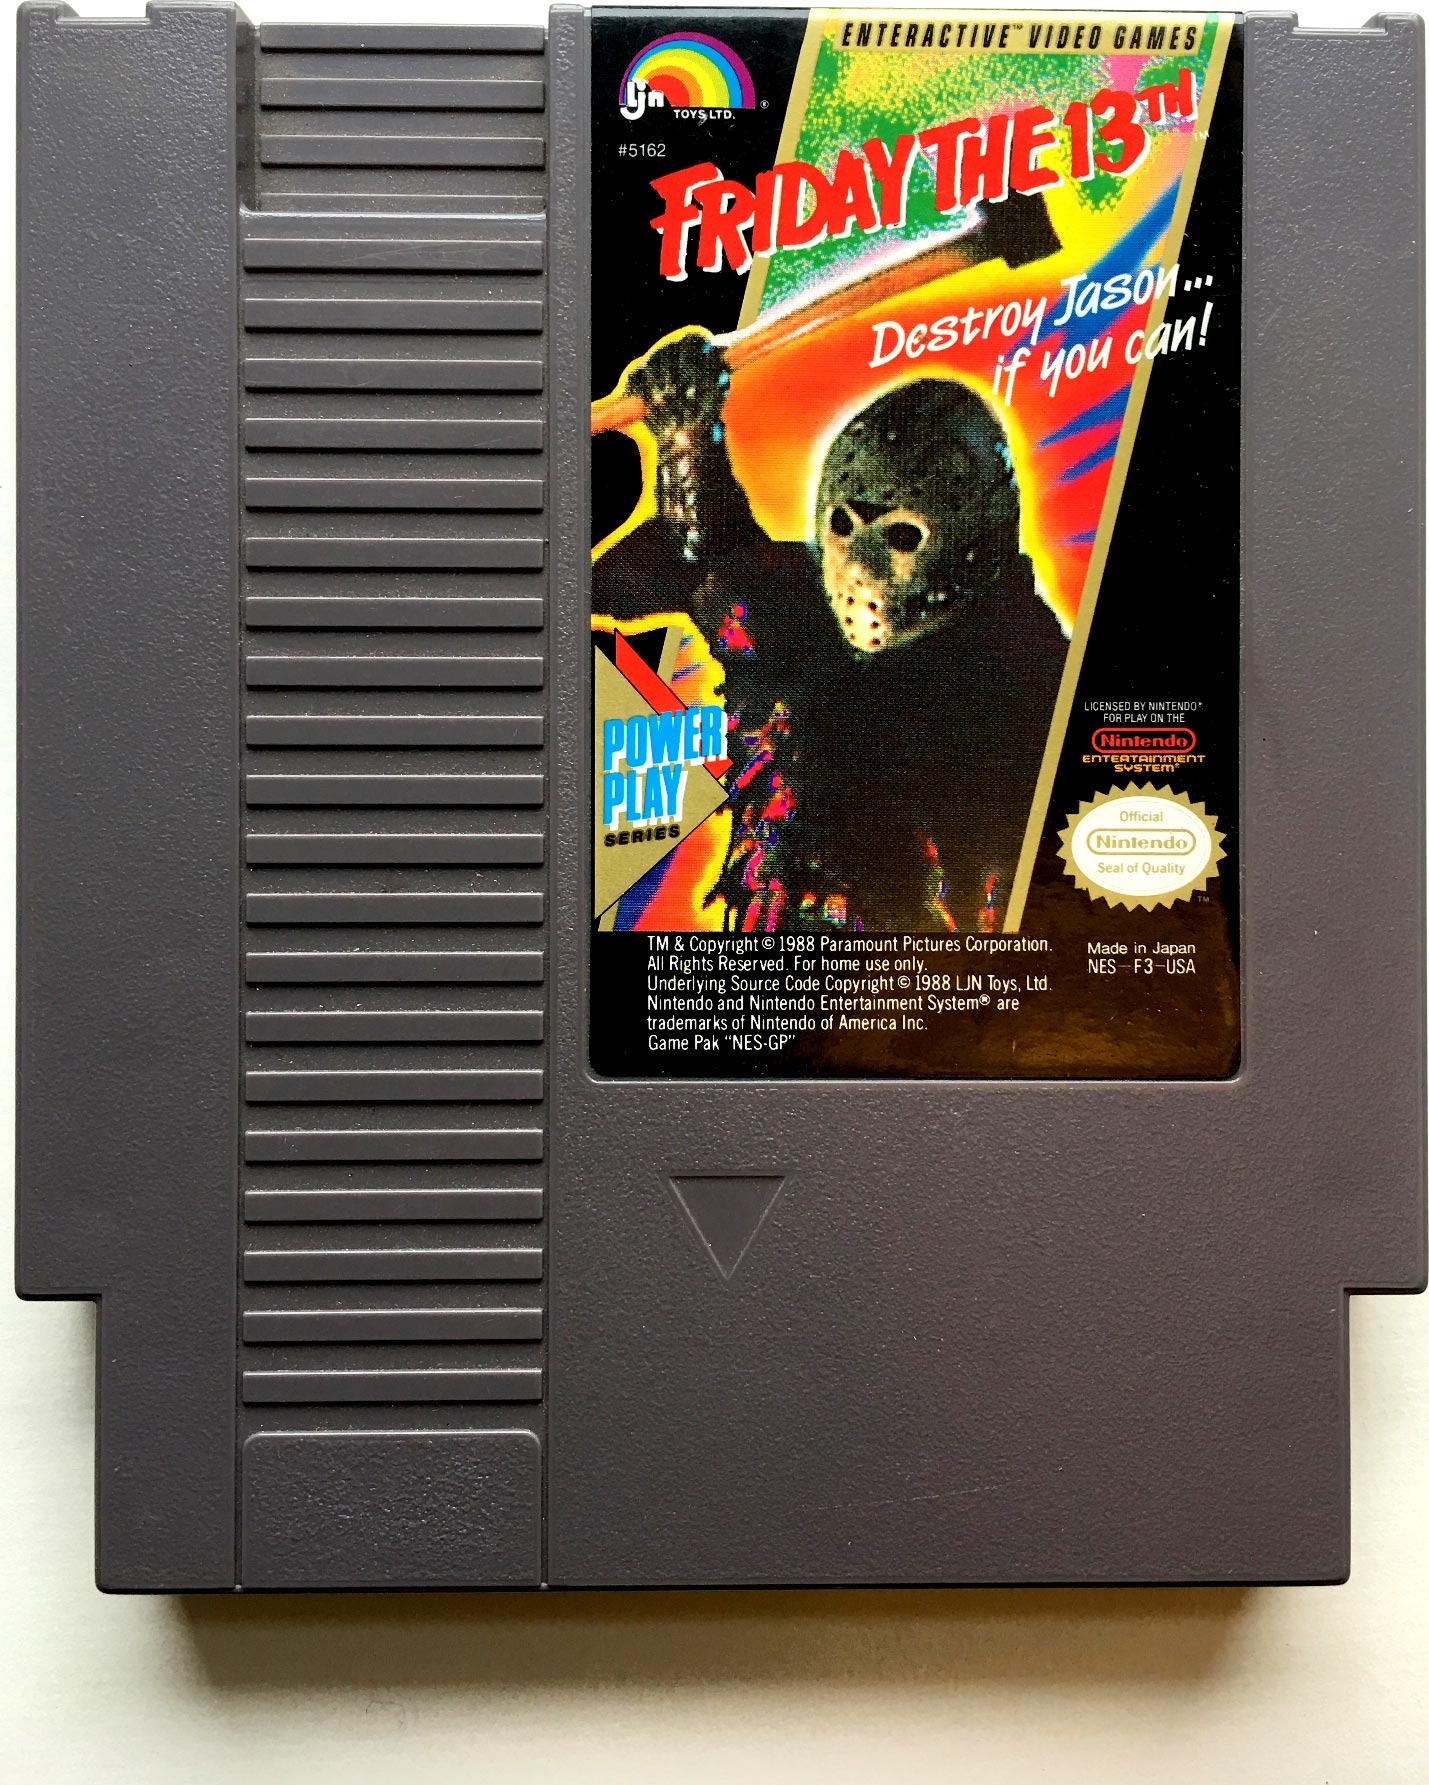 ENTERACTIVE™ VIDEO GAMES
ljn
TOYS, LTD. ®
#5162
FRIDAY THE 13TH
TM
Destroy Jason...
if you can!
POWER
PLAY
SERIES
LICENSED BY NINTENDO®
FOR PLAY ON THE
Nintendo
ENTERTAINMENT
SYSTEM®
Official
Nintendo
Seal of Quality
TM
TM & Copyright © 1988 Paramount Pictures Corporation.
All Rights Reserved. For home use only.
Underlying Source Code Copyright © 1988 LJN Toys, Ltd.
Nintendo and Nintendo Entertainment System® are
trademarks of Nintendo of America Inc.
Game Pak "NES-GP"
Made in Japan
NES-F3-USA